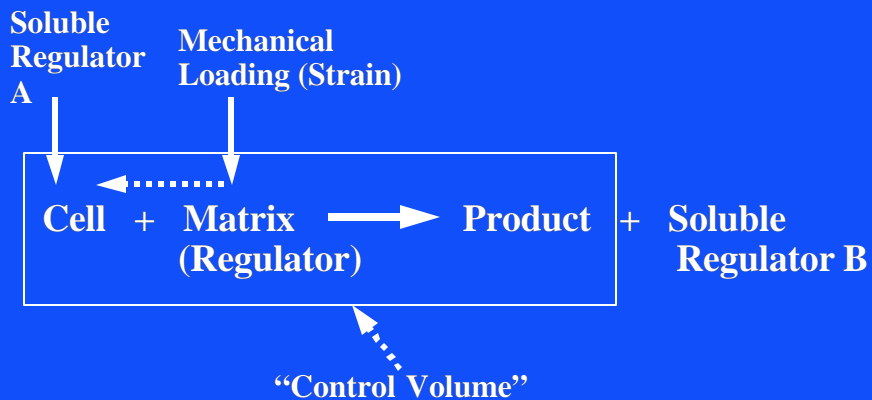 Soluble
Regulator
A
Mechanical
Loading (Strain)
Cell + Matrix Product + Soluble
(Regulator) Regulator B
“Control Volume”